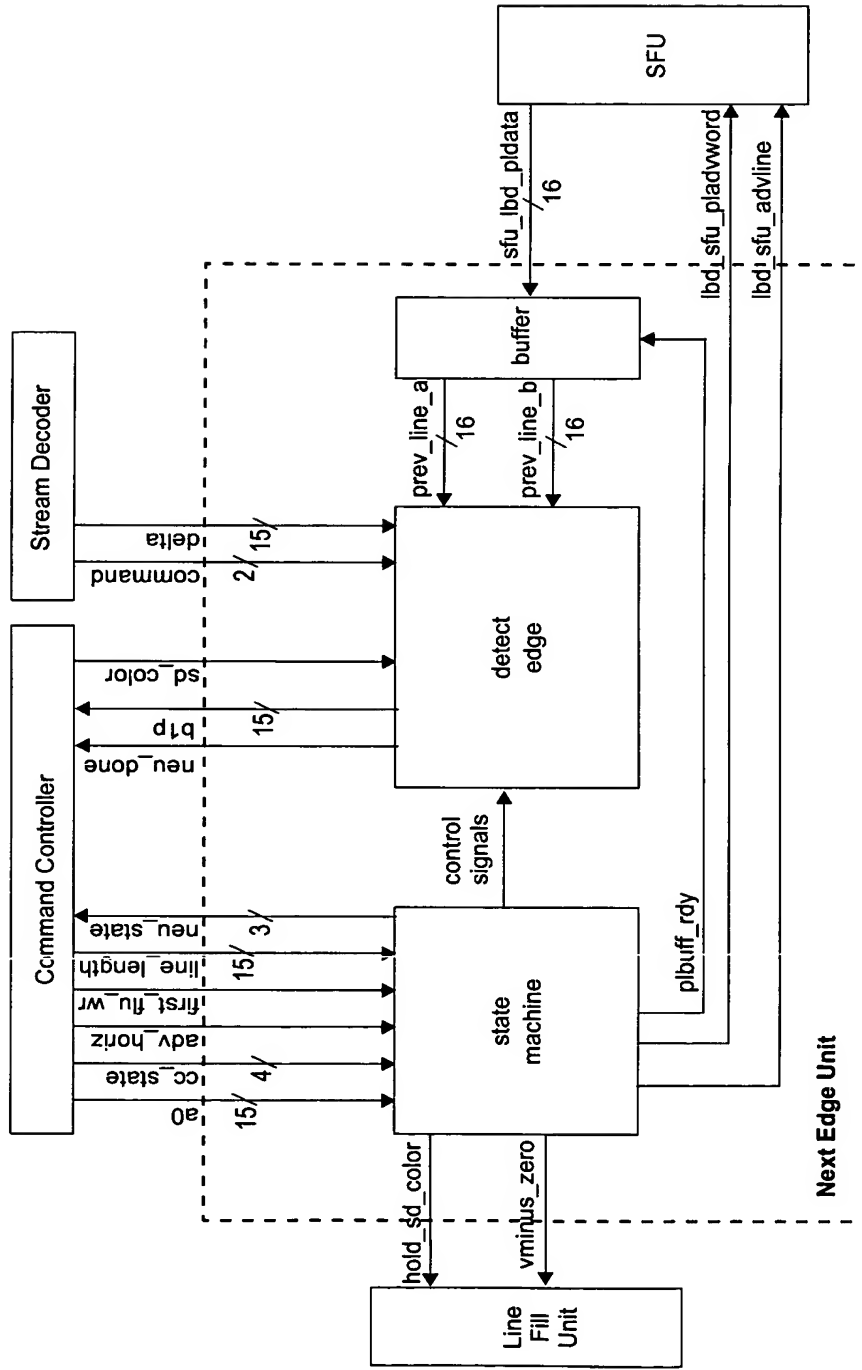 Command Controller
Stream Decoder
a0
15
cc_state
4
adv_horiz
first_flu_wr
line_length
15
neu_state
3
neu_done
b1p
15
sd_color
command
2
delta
15
Line
Fill
Unit
hold_sd_color
vminus_zero
state
machine
control
signals
detect
edge
prev_line_a
16
prev_line_b
16
buffer
sfu_lbd_pldata
16
SFU
plbuff_rdy
lbd_sfu_pladvword
lbd_sfu_advline
Next Edge Unit